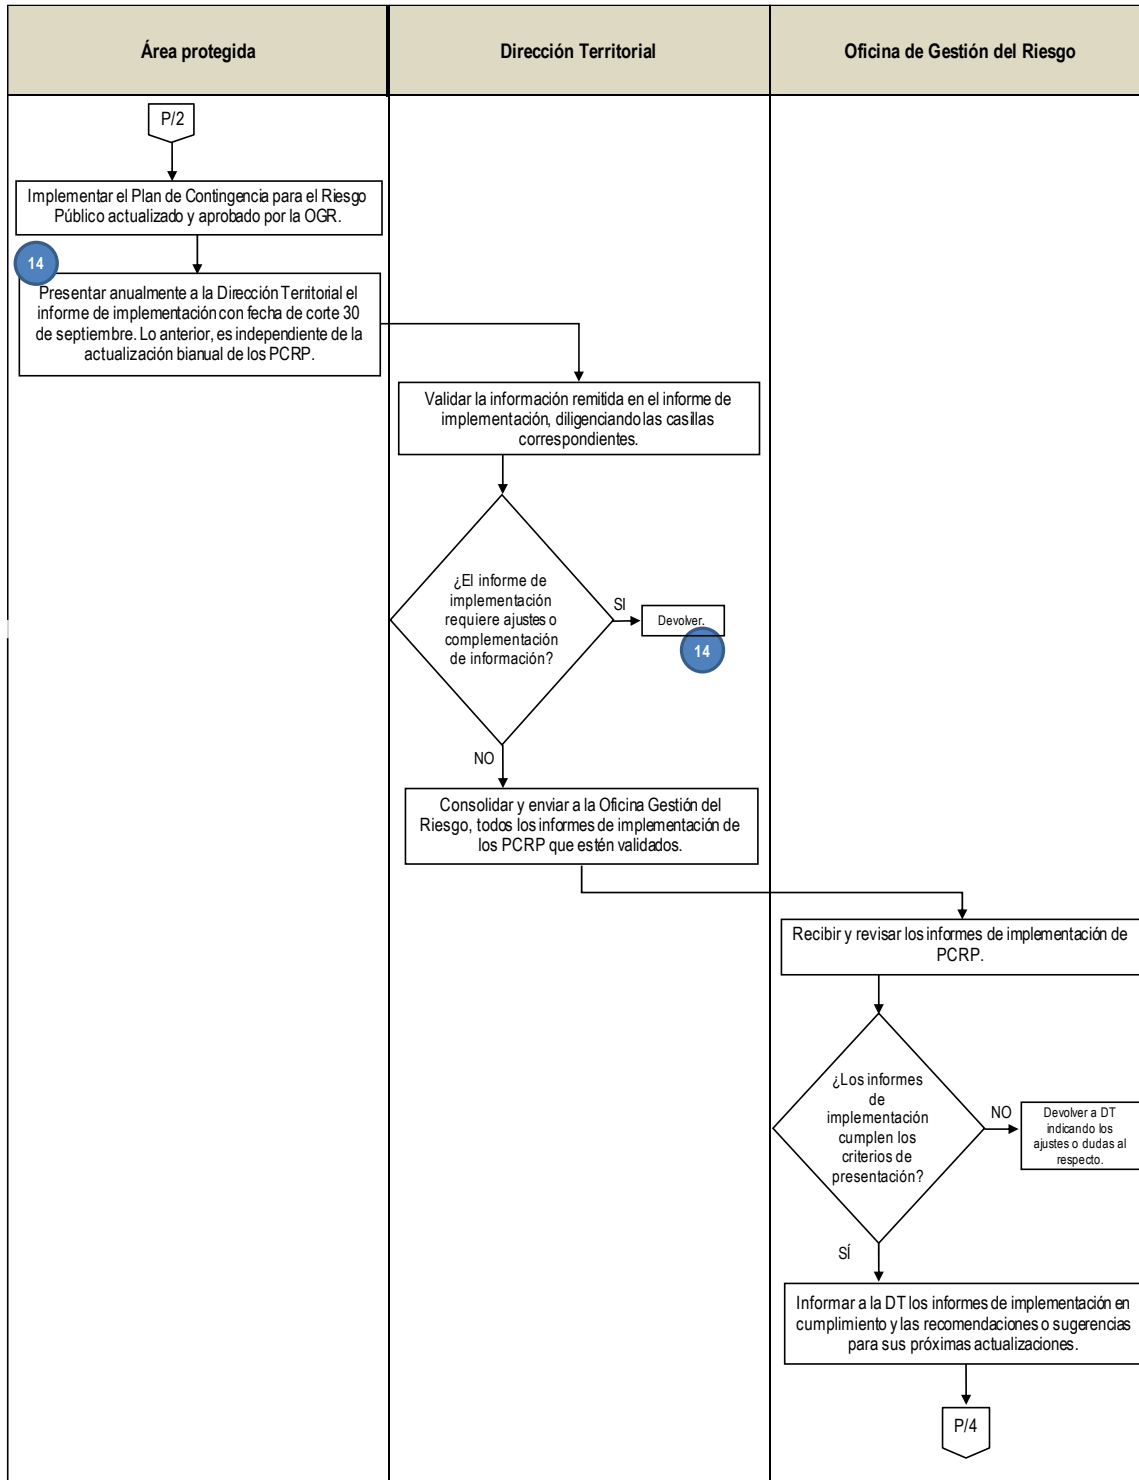 Área protegida
Dirección Territorial
Oficina de Gestión del Riesgo
P/2
Implementar el Plan de Contingencia para el Riesgo
Público actualizado y aprobado por la OGR.
14
Presentar anualmente a la Dirección Territorial el
informe de implementación con fecha de corte 30
de septiembre. Lo anterior, es independiente de la
actualización bianual de los PCRP.
Validar la información remitida en el informe de
implementación, diligenciando las casillas
correspondientes.
¿El informe de
implementación
requiere ajustes o
complementación
de información?
SI
Devolver.
14
NO
Consolidar y enviar a la Oficina Gestión del
Riesgo, todos los informes de implementación de
los PCRP que estén validados.
Recibir y revisar los informes de implementación de
PCRP.
¿Los informes
de
implementación
cumplen los
criterios de
presentación?
NO
Devolver a DT
indicando los
ajustes o dudas al
respecto.
SÍ
Informar a la DT los informes de implementación en
cumplimiento y las recomendaciones o sugerencias
para sus próximas actualizaciones.
P/4